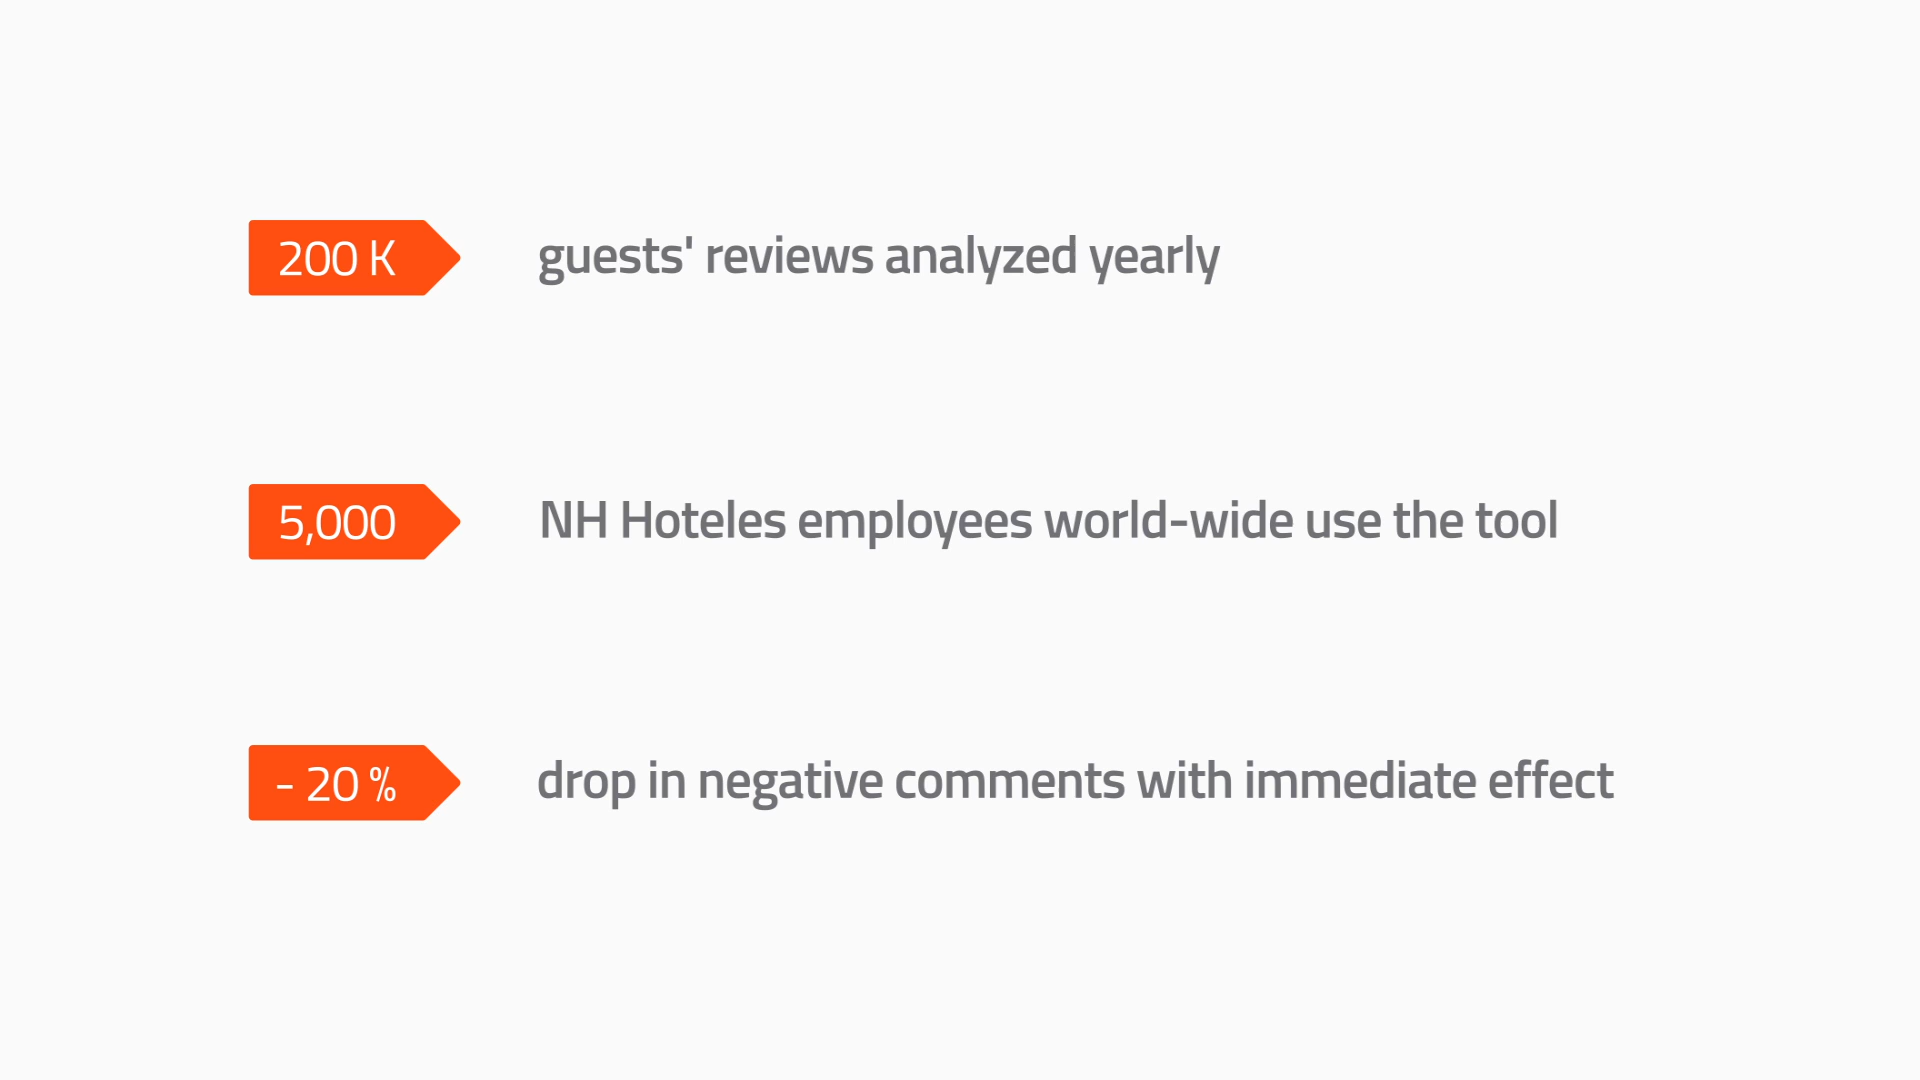 200 K guests' reviews analyzed yearly
5,000 NH Hoteles employees world-wide use the tool
- 20 % drop in negative comments with immediate effect